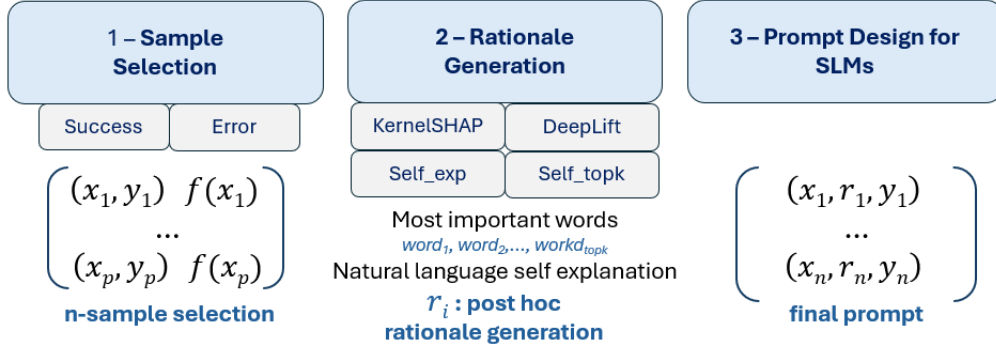 1 – Sample
Selection
Success
Error
(x₁, y₁) f(x₁)
...
(xₚ, yₚ) f(xₚ)
n-sample selection
2 – Rationale
Generation
KernelSHAP
DeepLift
Self_exp
Self_topk
Most important words
word₁, word₂,..., workd_topk
Natural language self explanation
rᵢ : post hoc
rationale generation
3 – Prompt Design for
SLMs
(x₁, r₁, y₁)
...
(xₙ, rₙ, yₙ)
final prompt